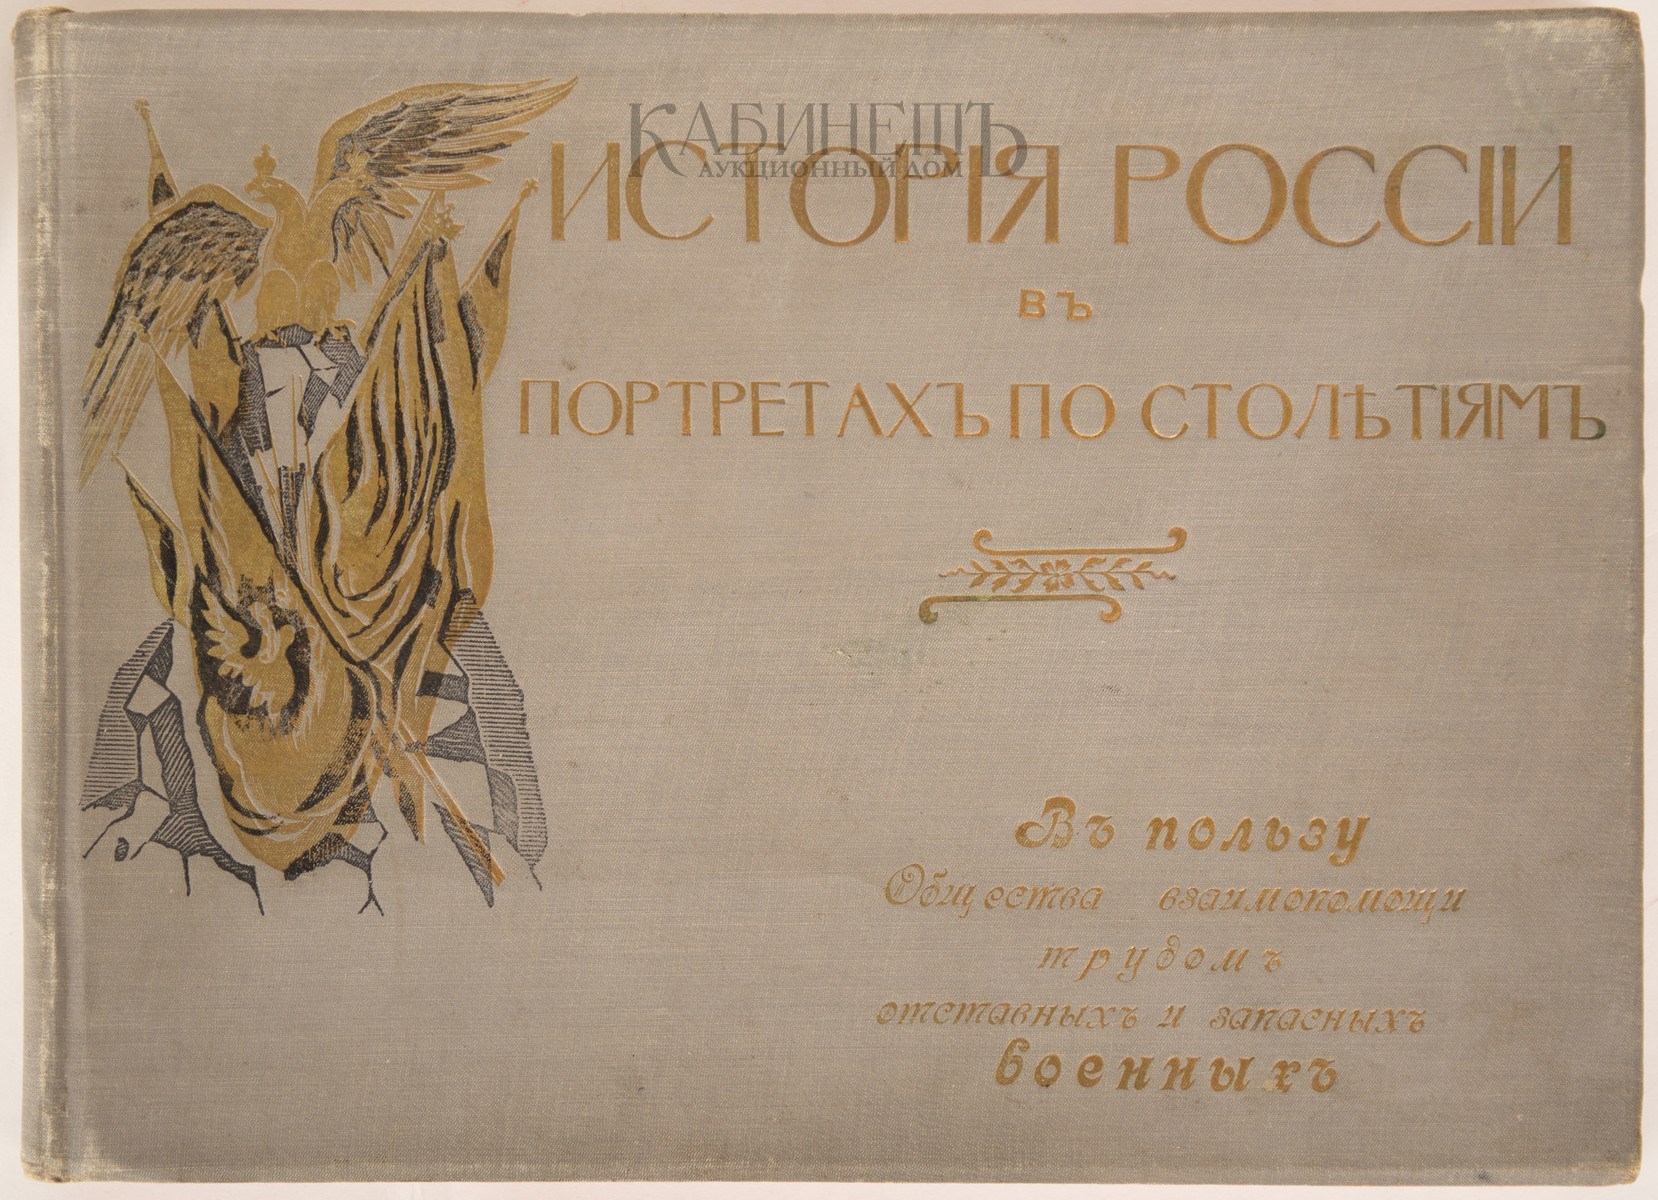 КАБИНЕТЪ
АУКЦИОННЫЙ ДОМ
ИСТОРІЯ РОССІИ
ВЪ
ПОРТРЕТАХЪ ПО СТОЛѢТІЯМЪ
Въ пользу
Общества взаимопомощи
трудомъ
отставныхъ и запасныхъ
военныхъ